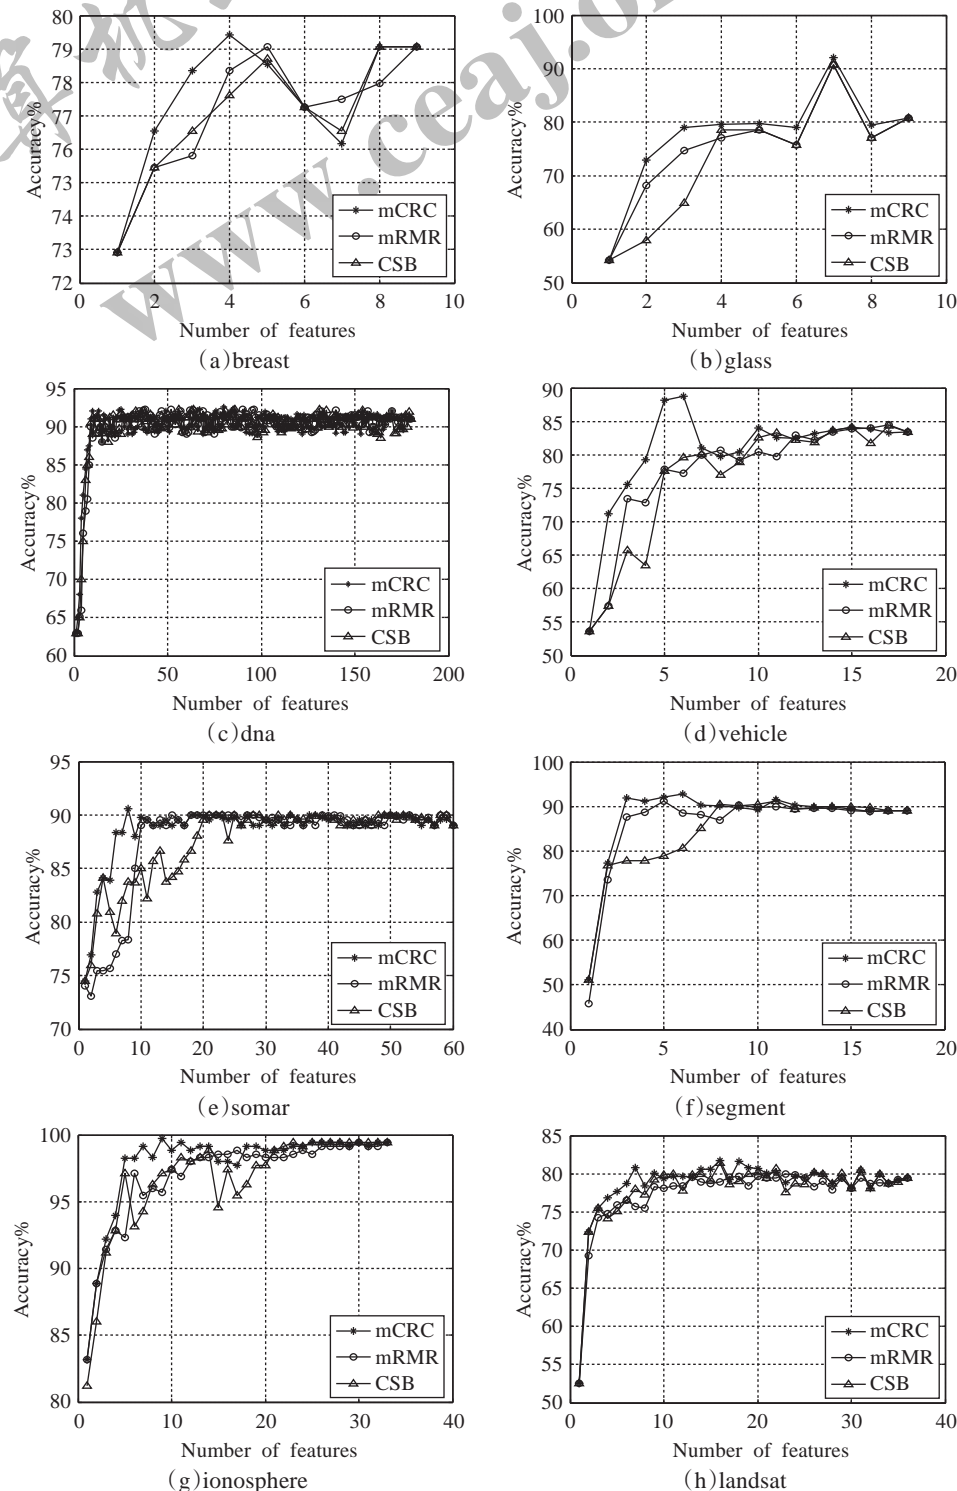 算机
www.ceaj.or
80
79
78
77
76
73
74
73
72
Accuracy%
mCRC
mRMR
CSB
0 2 4 6 8 10
Number of features
(a)breast
100
90
80
70
60
50
Accuracy%
mCRC
mRMR
CSB
0 2 4 6 8 10
Number of features
(b)glass
95
90
85
80
75
70
65
60
Accuracy%
mCRC
mRMR
CSB
0 50 100 150 200
Number of features
(c)dna
90
85
80
75
70
65
60
55
50
Accuracy%
mCRC
mRMR
CSB
0 5 10 15 20
Number of features
(d)vehicle
95
90
85
80
75
70
Accuracy%
mCRC
mRMR
CSB
0 10 20 30 40 50 60
Number of features
(e)somar
100
90
80
70
60
50
40
Accuracy%
mCRC
mRMR
CSB
0 5 10 15 20
Number of features
(f)segment
100
95
90
85
80
Accuracy%
mCRC
mRMR
CSB
0 10 20 30 40
Number of features
(g)ionosphere
85
80
75
70
65
60
55
50
Accuracy%
mCRC
mRMR
CSB
0 10 20 30 40
Number of features
(h)landsat